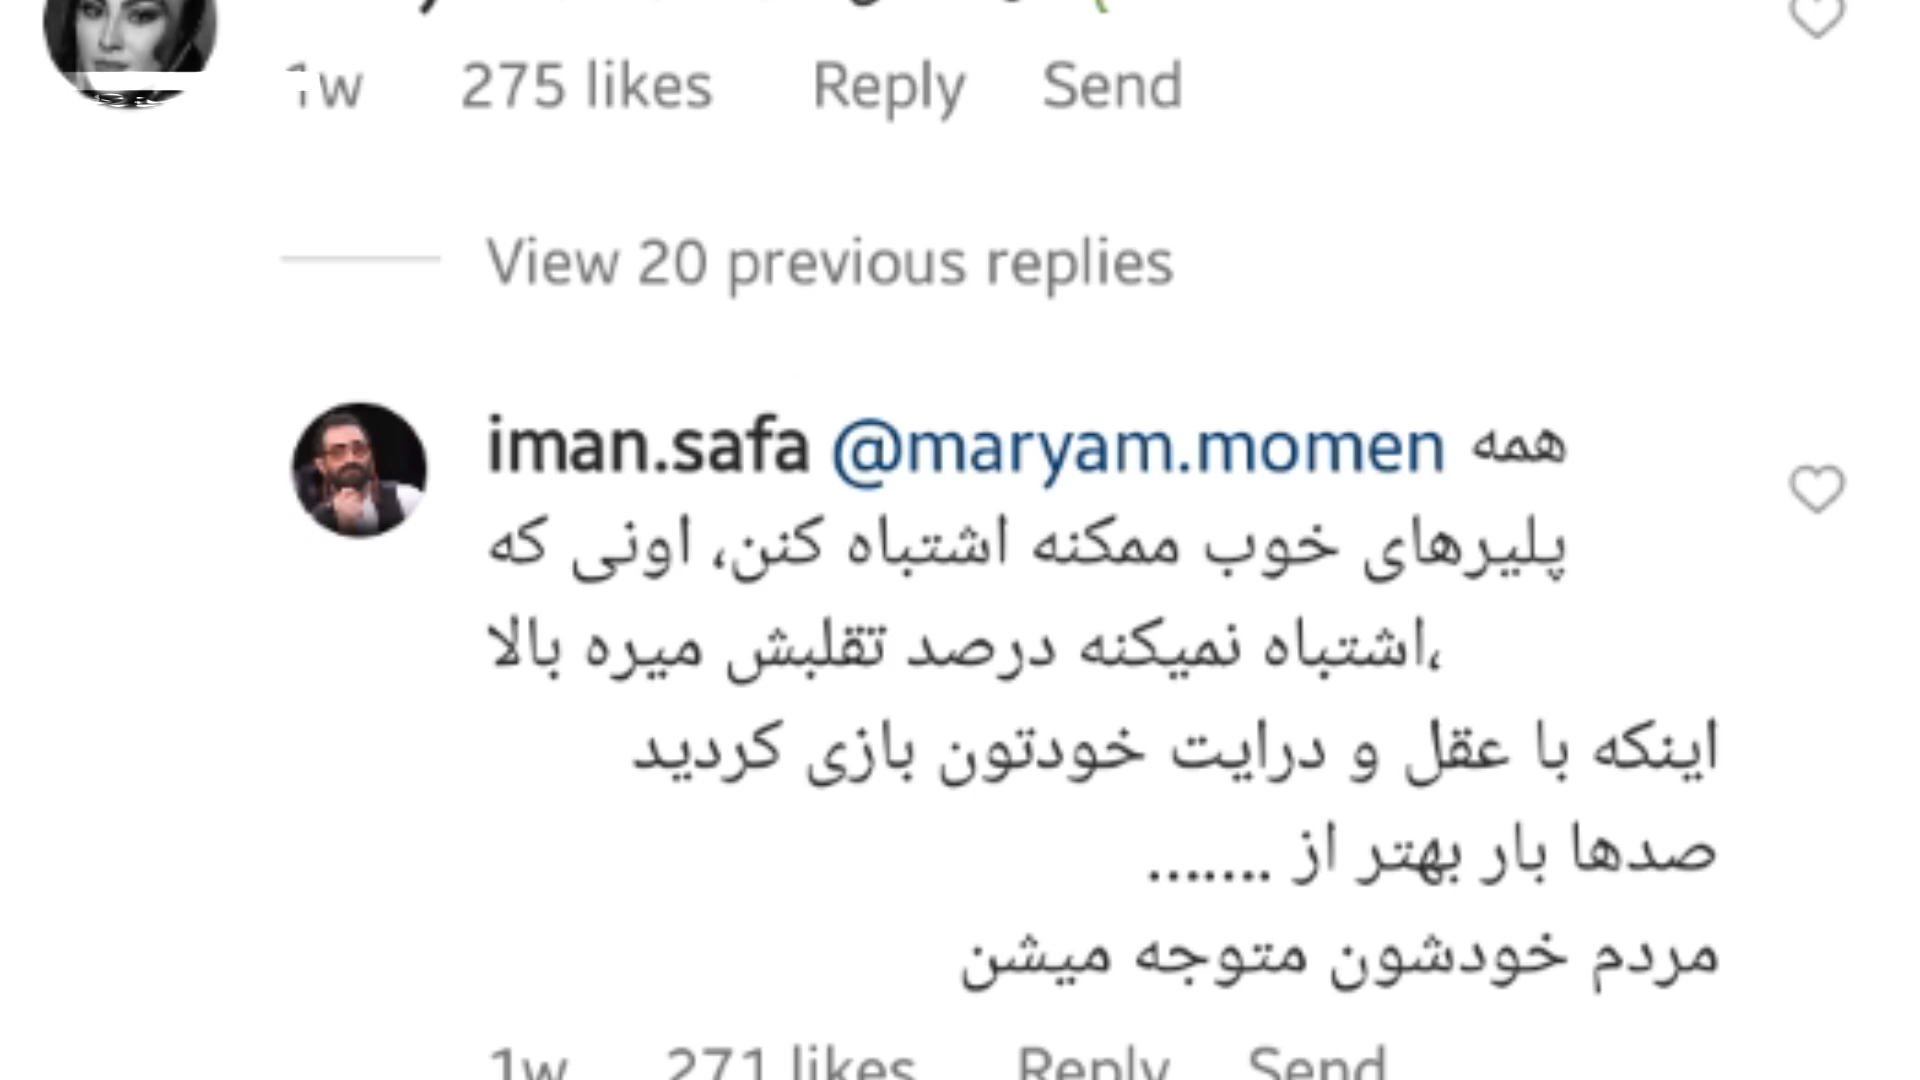 1w 275 likes Reply Send
View 20 previous replies
iman.safa @maryam.momen همه
پلیرهای خوب ممکنه اشتباه کنن، اونی که
اشتباه نمیکنه درصد تقلبش میره بالا،
اینکه با عقل و درایت خودتون بازی کردید
صدها بار بهتر از .......
مردم خودشون متوجه میشن
1w 271 likes Reply Send